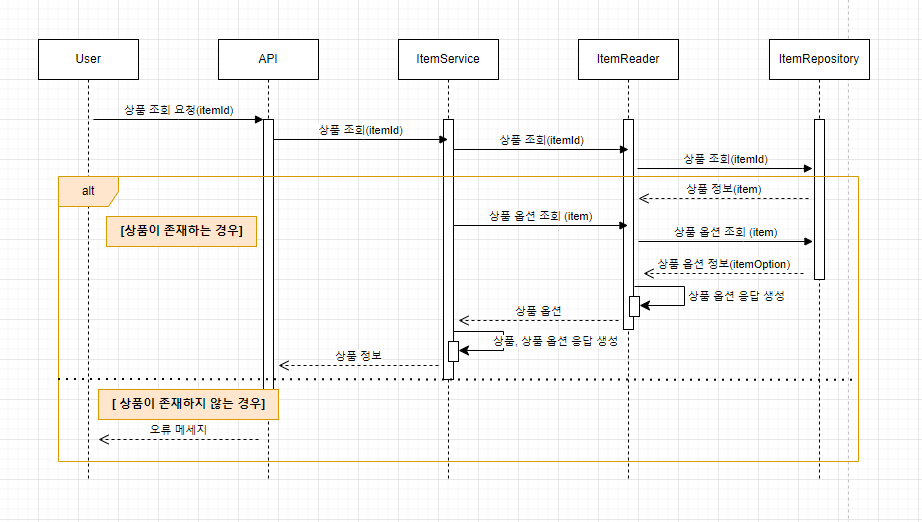 User
API
ItemService
ItemReader
ItemRepository
상품 조회 요청(itemId)
상품 조회(itemId)
상품 조회(itemId)
상품 조회(itemId)
alt
상품 정보(item)
[상품이 존재하는 경우]
상품 옵션 조회 (item)
상품 옵션 조회 (item)
상품 옵션 정보(itemOption)
상품 옵션 응답 생성
상품 옵션
상품, 상품 옵션 응답 생성
상품 정보
[ 상품이 존재하지 않는 경우]
오류 메세지